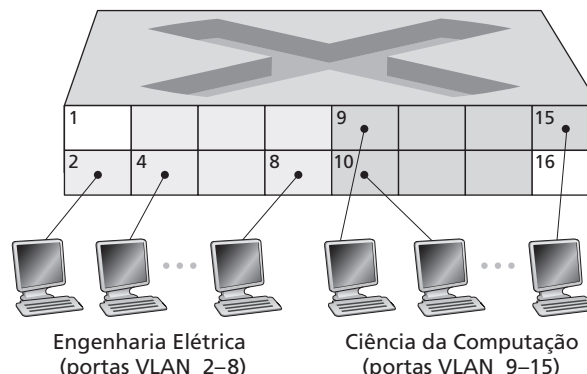 1 9 15
2 4 8 10 16
Engenharia Elétrica
(portas VLAN 2–8)
Ciência da Computação
(portas VLAN 9–15)